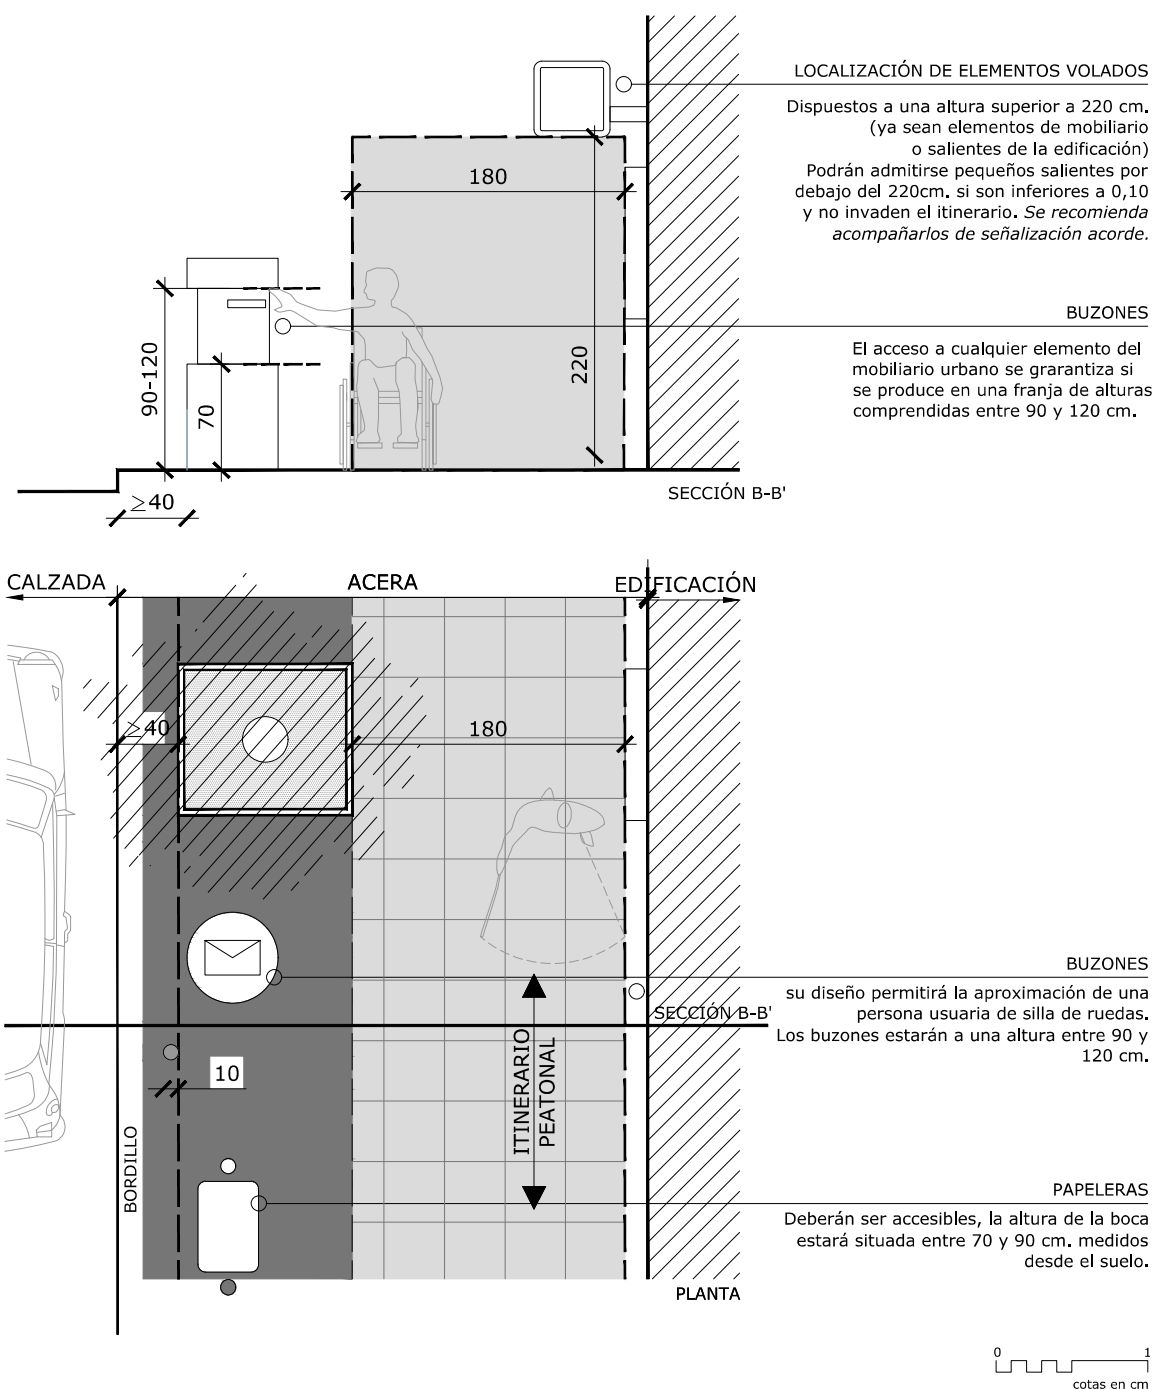 LOCALIZACIÓN DE ELEMENTOS VOLADOS
Dispuestos a una altura superior a 220 cm.
(ya sean elementos de mobiliario
o salientes de la edificación)
Podrán admitirse pequeños salientes por
debajo del 220cm. si son inferiores a 0,10
y no invaden el itinerario. Se recomienda
acompañarlos de señalización acorde.
180
220
90-120
70
≥40
BUZONES
El acceso a cualquier elemento del
mobiliario urbano se grarantiza si
se produce en una franja de alturas
comprendidas entre 90 y 120 cm.
SECCIÓN B-B'
CALZADA
ACERA
EDIFICACIÓN
≥40
180
BUZONES
su diseño permitirá la aproximación de una
persona usuaria de silla de ruedas.
Los buzones estarán a una altura entre 90 y
120 cm.
SECCIÓN B-B'
10
ITINERARIO
PEATONAL
BORDILLO
PAPELERAS
Deberán ser accesibles, la altura de la boca
estará situada entre 70 y 90 cm. medidos
desde el suelo.
PLANTA
0 1
cotas en cm